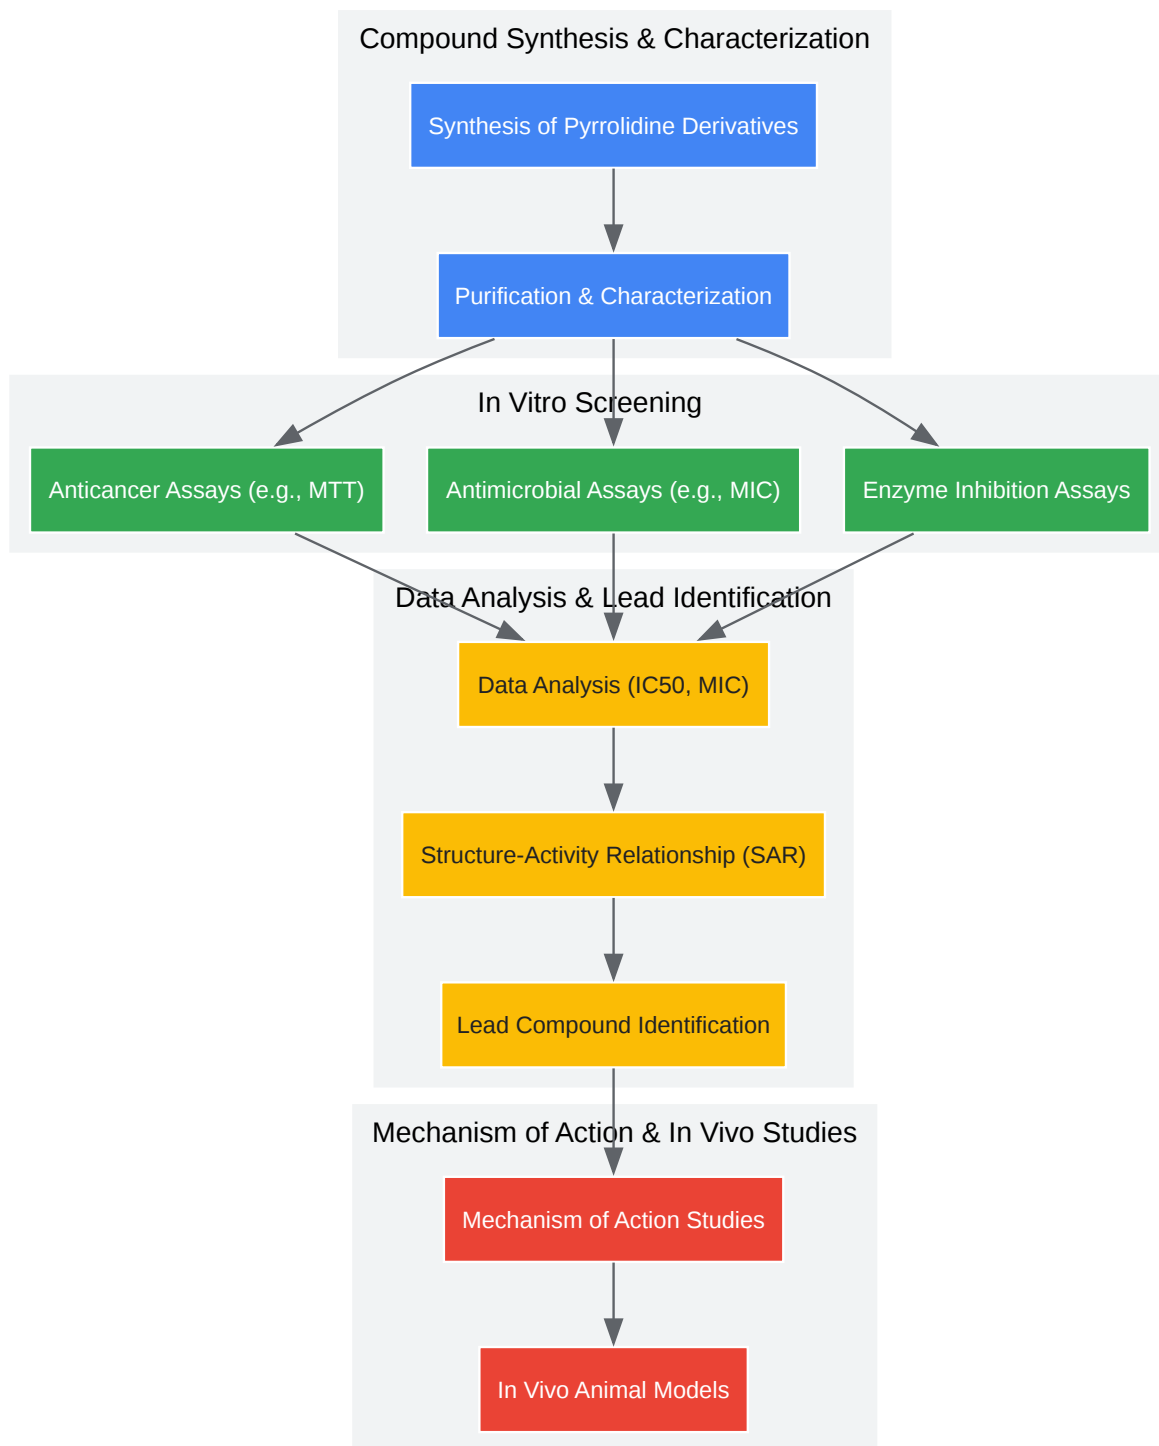 Compound Synthesis & Characterization
Synthesis of Pyrrolidine Derivatives
Purification & Characterization
In Vitro Screening
Anticancer Assays (e.g., MTT)
Antimicrobial Assays (e.g., MIC)
Enzyme Inhibition Assays
Data Analysis & Lead Identification
Data Analysis (IC50, MIC)
Structure-Activity Relationship (SAR)
Lead Compound Identification
Mechanism of Action & In Vivo Studies
Mechanism of Action Studies
In Vivo Animal Models